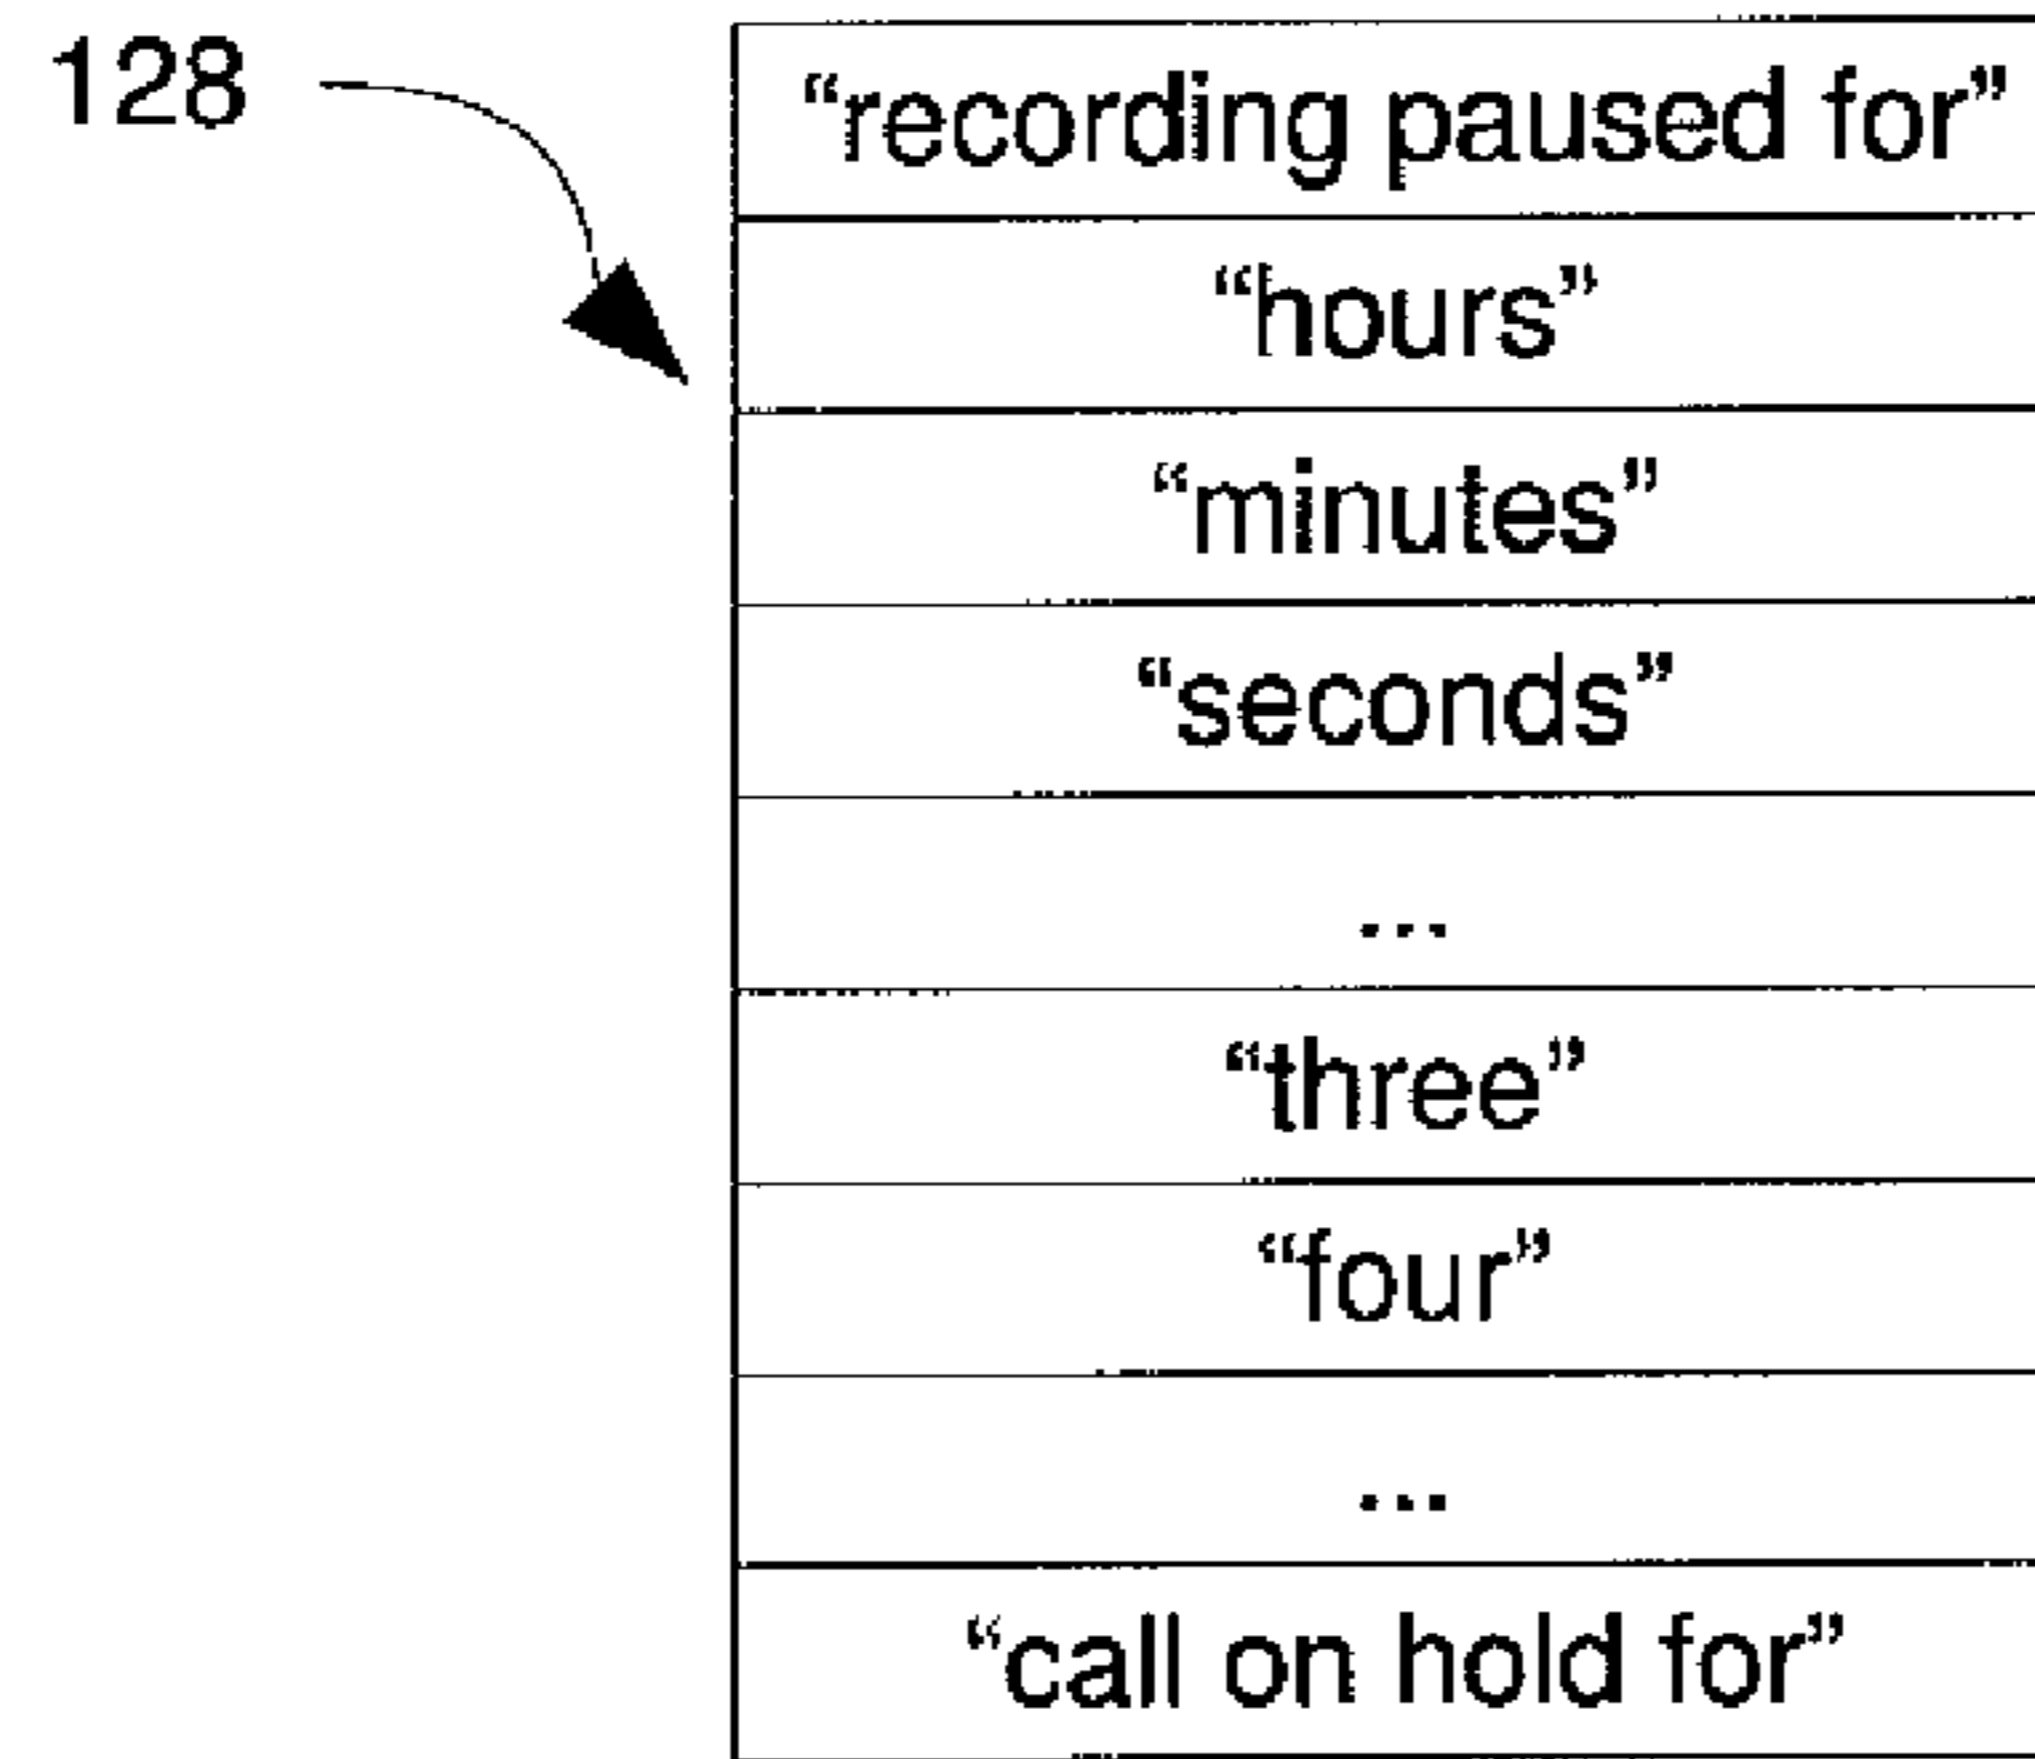 128
“recording paused for”
“hours”
“minutes”
“seconds”
...
“three”
“four”
...
“call on hold for”